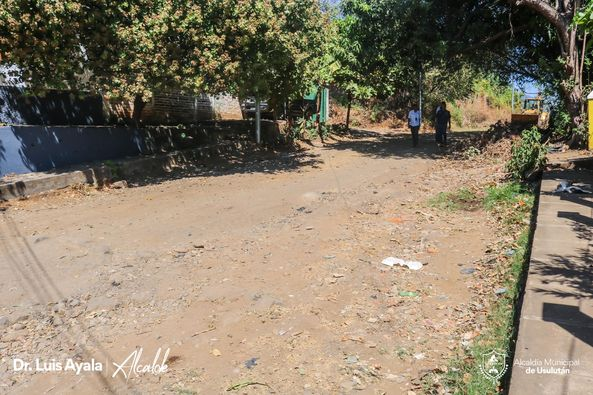 Dr. Luis Ayala Alcalde
Alcaldía Municipal
de Usulután